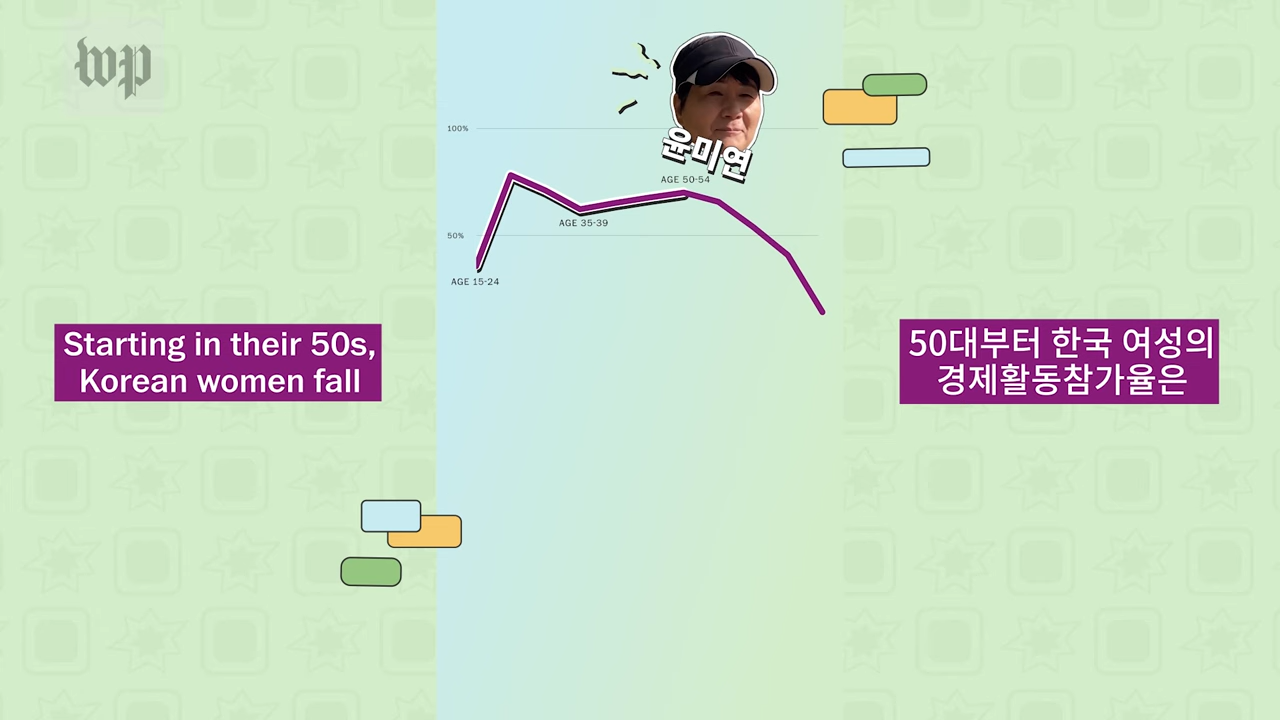 wp
윤미연
100%
AGE 50-54
AGE 35-39
50%
AGE 15-24
Starting in their 50s,
Korean women fall
50대부터 한국 여성의
경제활동참가율은